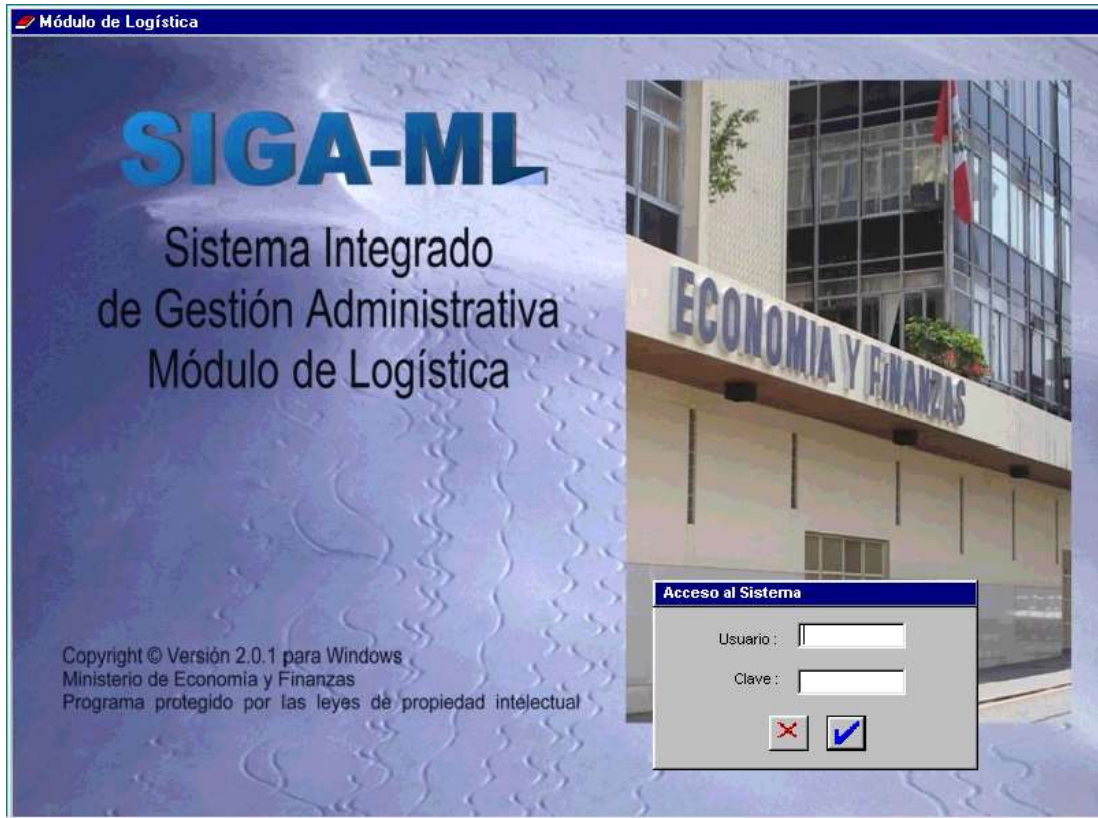 Módulo de Logística
SIGA-ML
Sistema Integrado
de Gestión Administrativa
Módulo de Logística
ECONOMIA Y FINANZAS
Acceso al Sistema
Usuario :
Clave :
Copyright © Versión 2.0.1 para Windows
Ministerio de Economía y Finanzas
Programa protegido por las leyes de propiedad intelectual